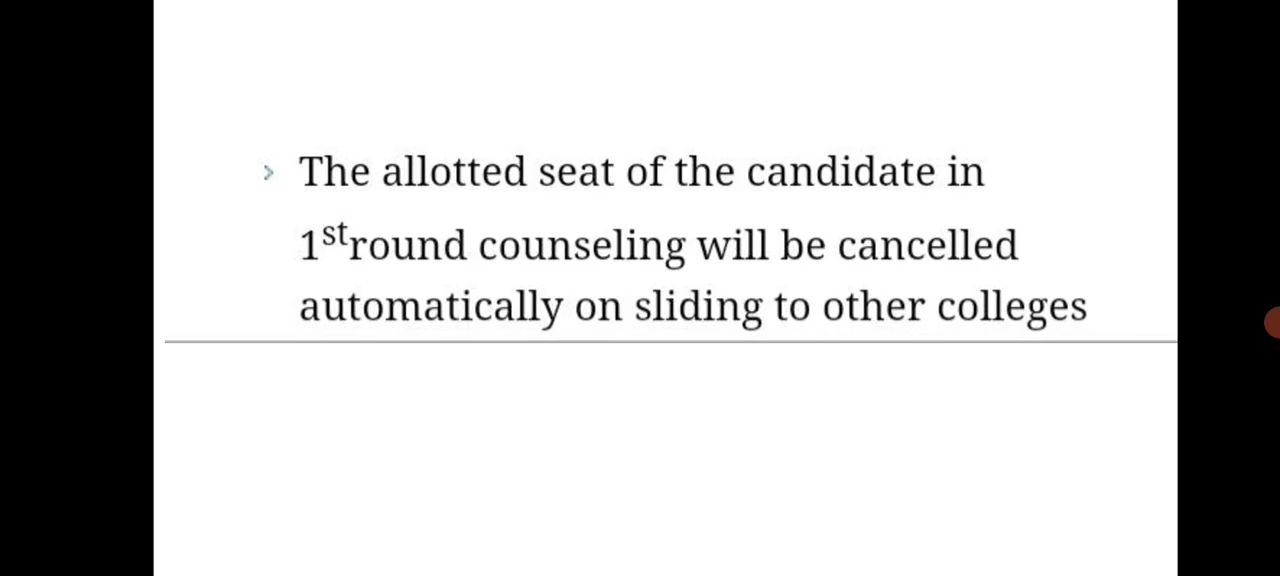 The allotted seat of the candidate in
1stround counseling will be cancelled
automatically on sliding to other colleges